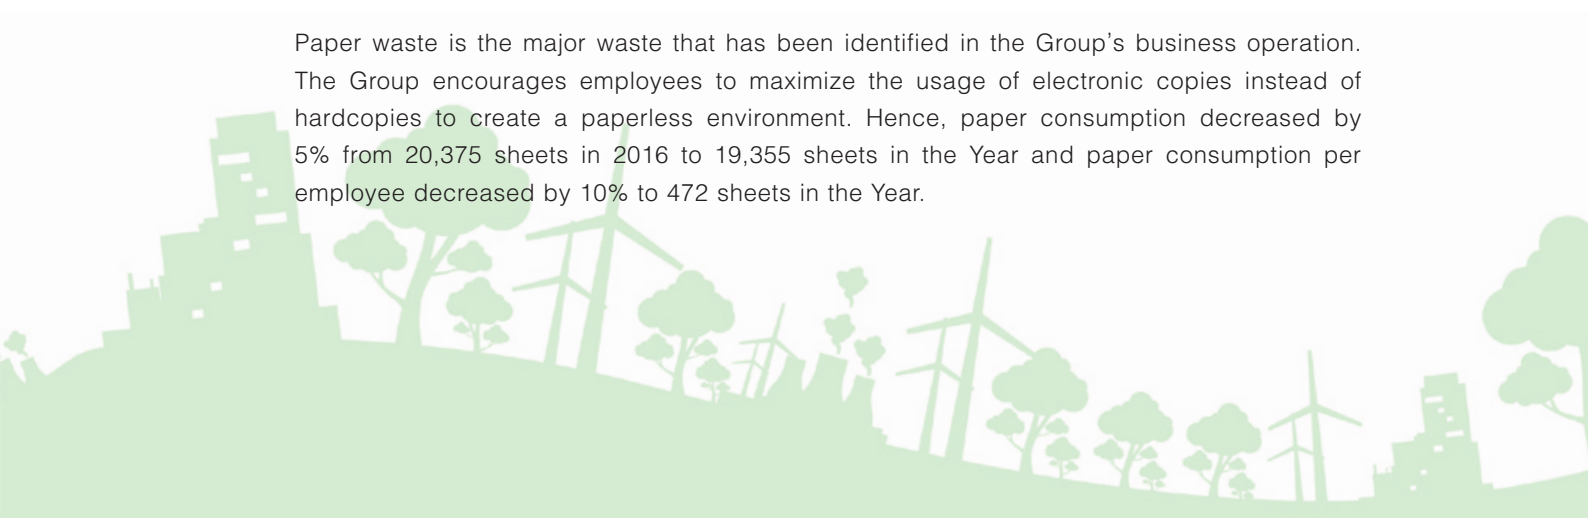 Paper waste is the major waste that has been identified in the Group's business operation.
The Group encourages employees to maximize the usage of electronic copies instead of
hardcopies to create a paperless environment. Hence, paper consumption decreased by
5% from 20,375 sheets in 2016 to 19,355 sheets in the Year and paper consumption per
employee decreased by 10% to 472 sheets in the Year.